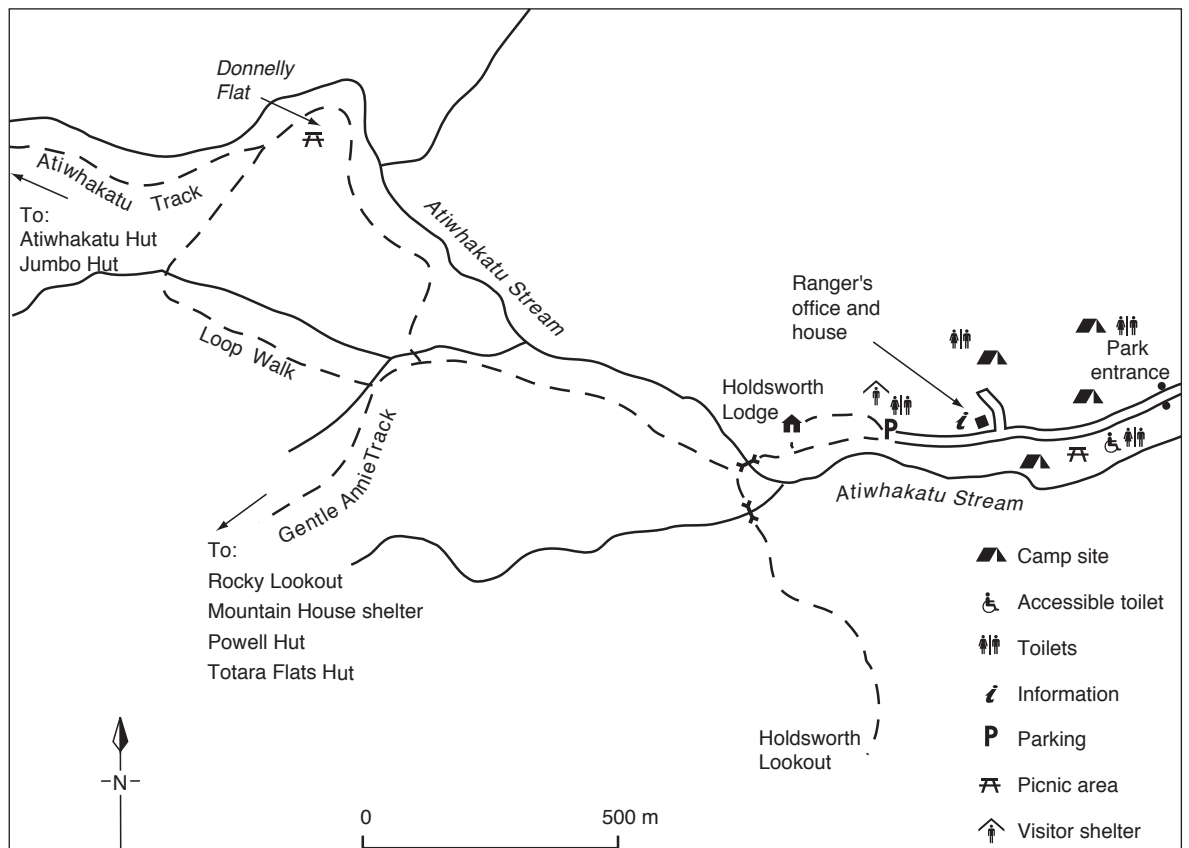 Donnelly
Flat
Atiwhakatu Track
To:
Atiwhakatu Hut
Jumbo Hut
Atiwhakatu Stream
Loop Walk
Gentle AnnieTrack
To:
Rocky Lookout
Mountain House shelter
Powell Hut
Totara Flats Hut
Ranger's
office and
house
Holdsworth
Lodge
Park
entrance
i
P
Atiwhakatu Stream
Holdsworth
Lookout
Camp site
Accessible toilet
Toilets
i Information
P Parking
Picnic area
Visitor shelter
–N–
0 500 m